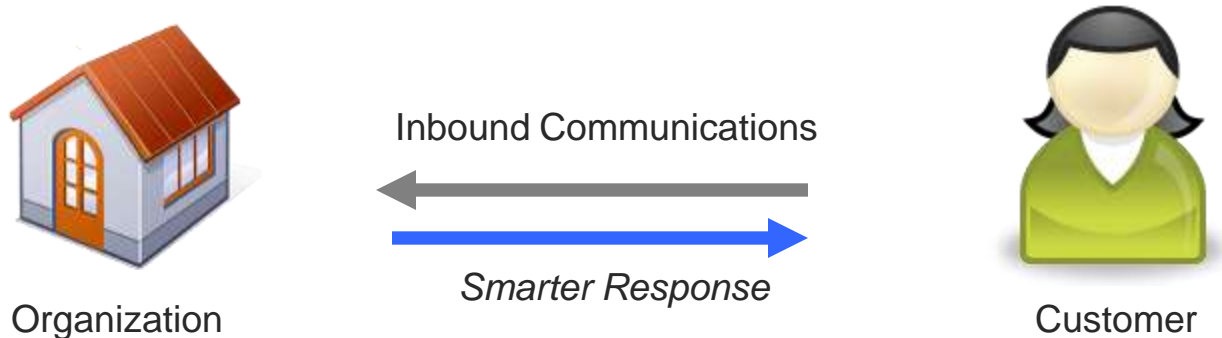 Inbound Communications
Smarter Response
Organization
Customer